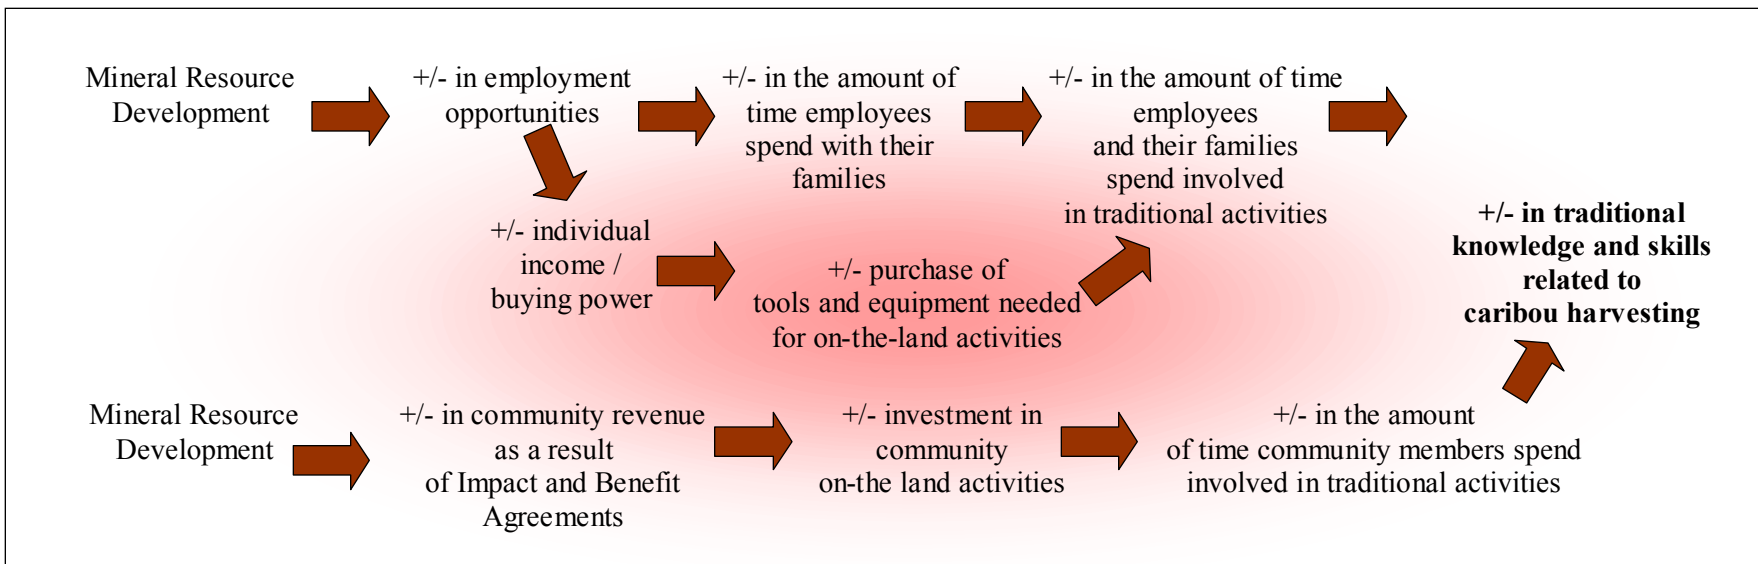 Mineral Resource
Development
+/- in employment
opportunities
+/- in the amount of
time employees
spend with their
families
+/- in the amount of time
employees
and their families
spend involved
in traditional activities
+/- individual
income /
buying power
+/- purchase of
tools and equipment needed
for on-the-land activities
+/- in traditional
knowledge and skills
related to
caribou harvesting
Mineral Resource
Development
+/- in community revenue
as a result
of Impact and Benefit
Agreements
+/- investment in
community
on-the land activities
+/- in the amount
of time community members spend
involved in traditional activities